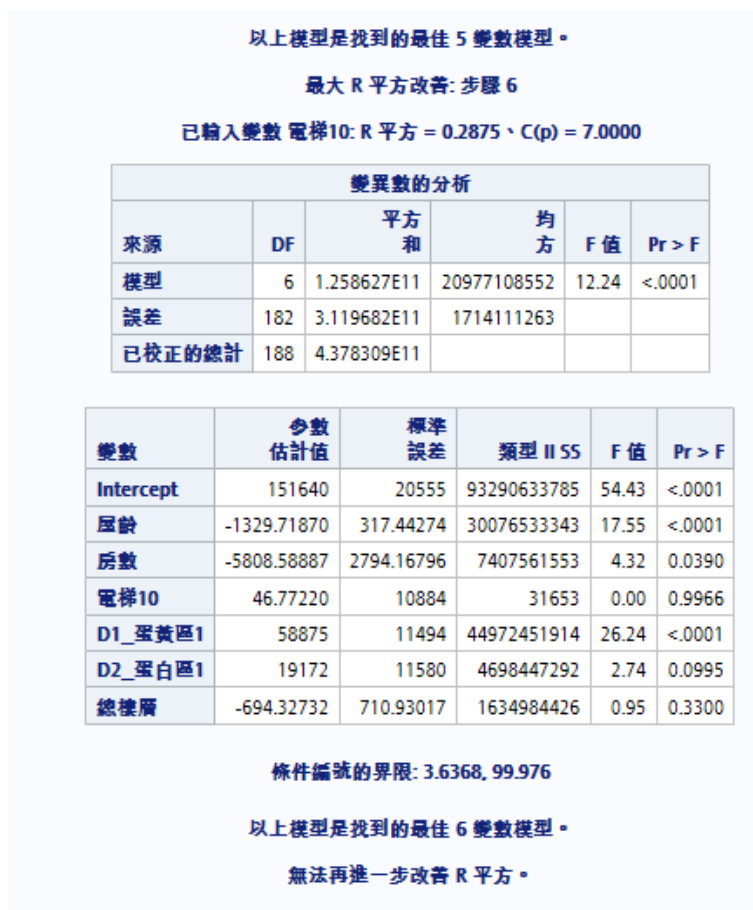 以上模型是找到的最佳 5 變數模型。
最大 R 平方改善: 步驟 6
已輸入變數 電梯10: R 平方 = 0.2875、C(p) = 7.0000
變異數的分析
來源 DF 平方和 均方 F 值 Pr > F
模型 6 1.258627E11 20977108552 12.24 <.0001
誤差 182 3.119682E11 1714111263
已校正的總計 188 4.378309E11
變數 參數估計值 標準誤差 類型 II SS F 值 Pr > F
Intercept 151640 20555 93290633785 54.43 <.0001
屋齡 -1329.71870 317.44274 30076533343 17.55 <.0001
房數 -5808.58887 2794.16796 7407561553 4.32 0.0390
電梯10 46.77220 10884 31653 0.00 0.9966
D1_蛋黃區1 58875 11494 44972451914 26.24 <.0001
D2_蛋白區1 19172 11580 4698447292 2.74 0.0995
總樓層 -694.32732 710.93017 1634984426 0.95 0.3300
條件編號的界限: 3.6368, 99.976
以上模型是找到的最佳 6 變數模型。
無法再進一步改善 R 平方。